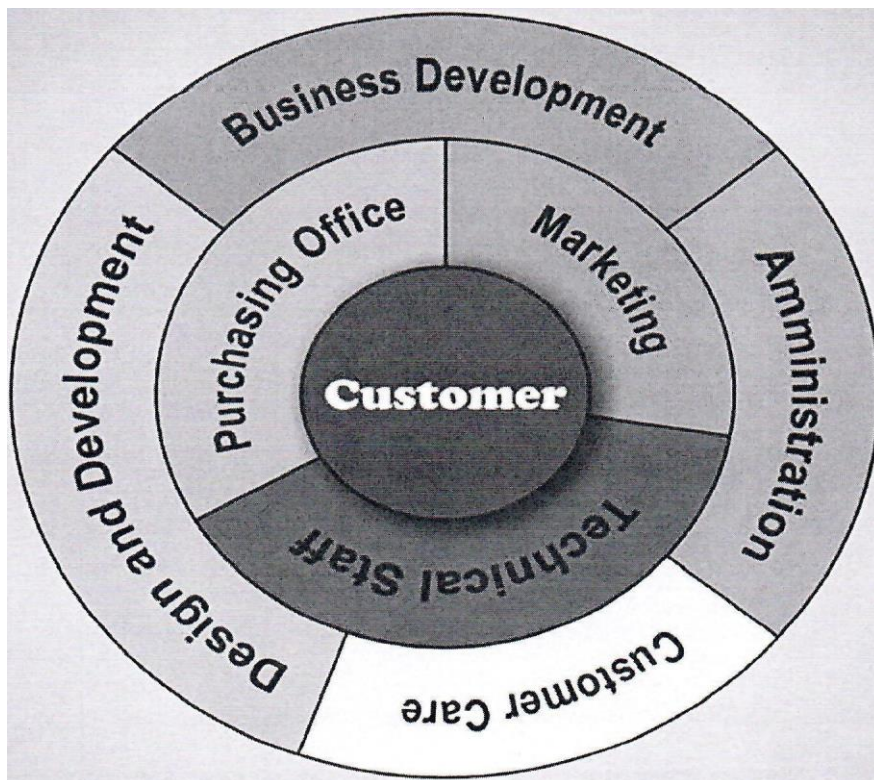 Business Development
Purchasing Office
Marketing
Customer
Amministration
Design and Development
Technical Staff
Customer Care